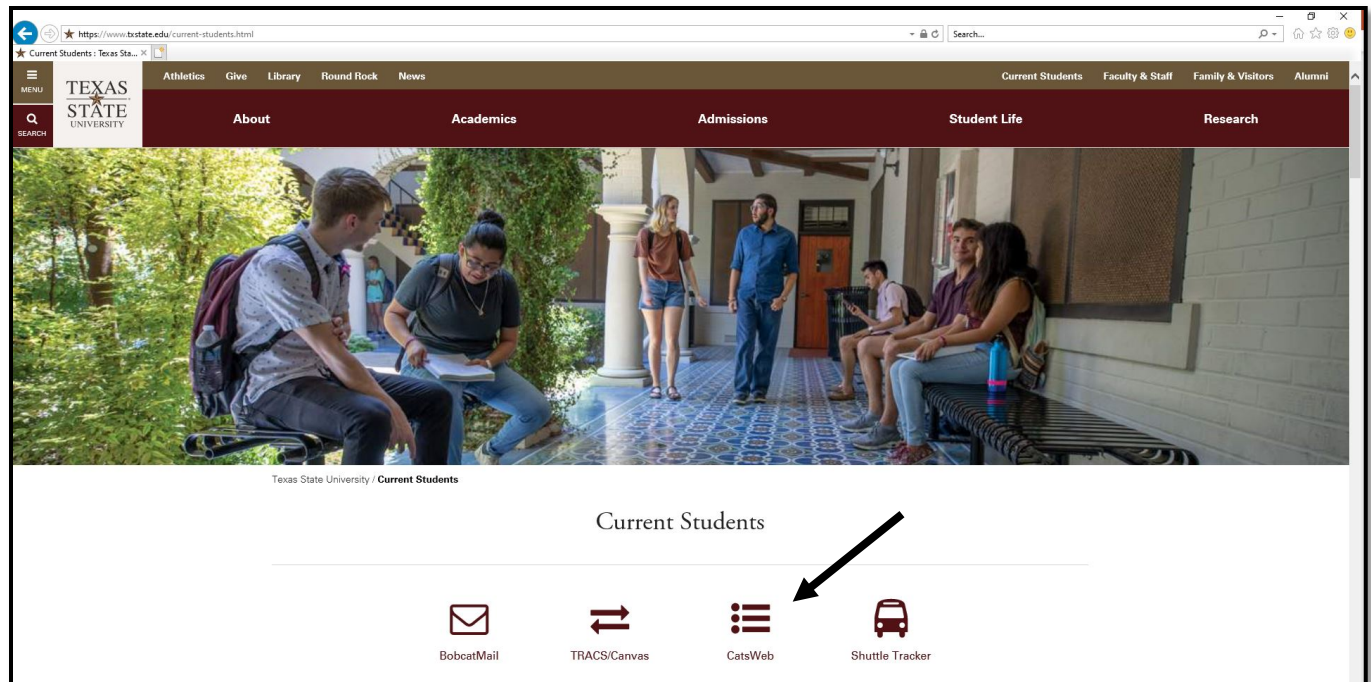 https://www.txstate.edu/current-students.html
Search...
Current Students : Texas Sta...
MENU
TEXAS
STATE
UNIVERSITY
SEARCH
Athletics Give Library Round Rock News
Current Students Faculty & Staff Family & Visitors Alumni
About Academics Admissions Student Life Research
Texas State University / Current Students
Current Students
BobcatMail TRACS/Canvas CatsWeb Shuttle Tracker